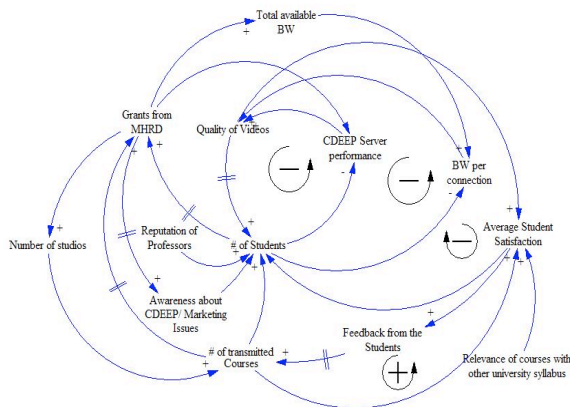 Total available
BW
+
Grants from
MHRD
+
+
+
Quality of Videos
+
CDEEP Server
performance
-
-
+
BW per
connection
-
-
Number of studios
+
Reputation of
Professors
# of Students
+
+
+
+
Average Student
Satisfaction
+
+
+
-
Awareness about
CDEEP/ Marketing
Issues
+
# of transmitted
Courses
+
+
Feedback from the
Students
+
+
Relevance of courses with
other university syllabus